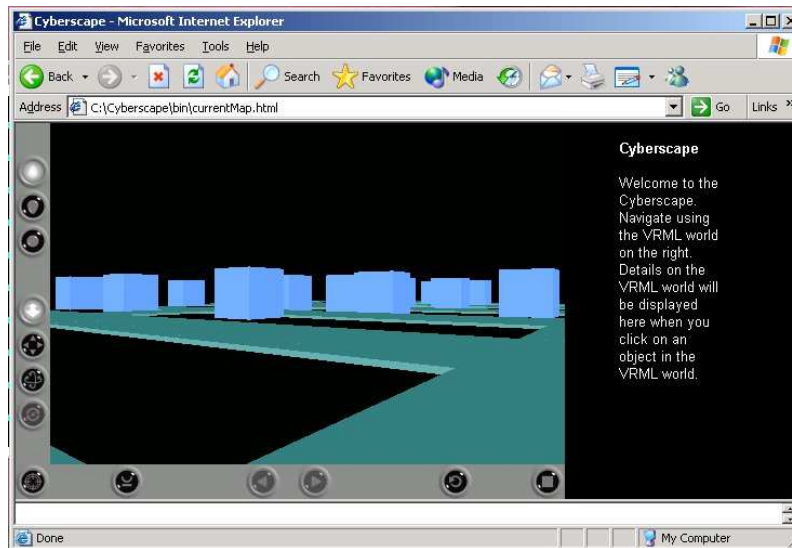 Cyberscape - Microsoft Internet Explorer
File Edit View Favorites Tools Help
Back Search Favorites Media
Address C:\Cyberscape\bin\currentMap.html Go Links »
Cyberscape
Welcome to the
Cyberscape.
Navigate using
the VRML world
on the right.
Details on the
VRML world will
be displayed
here when you
click on an
object in the
VRML world.
Done My Computer